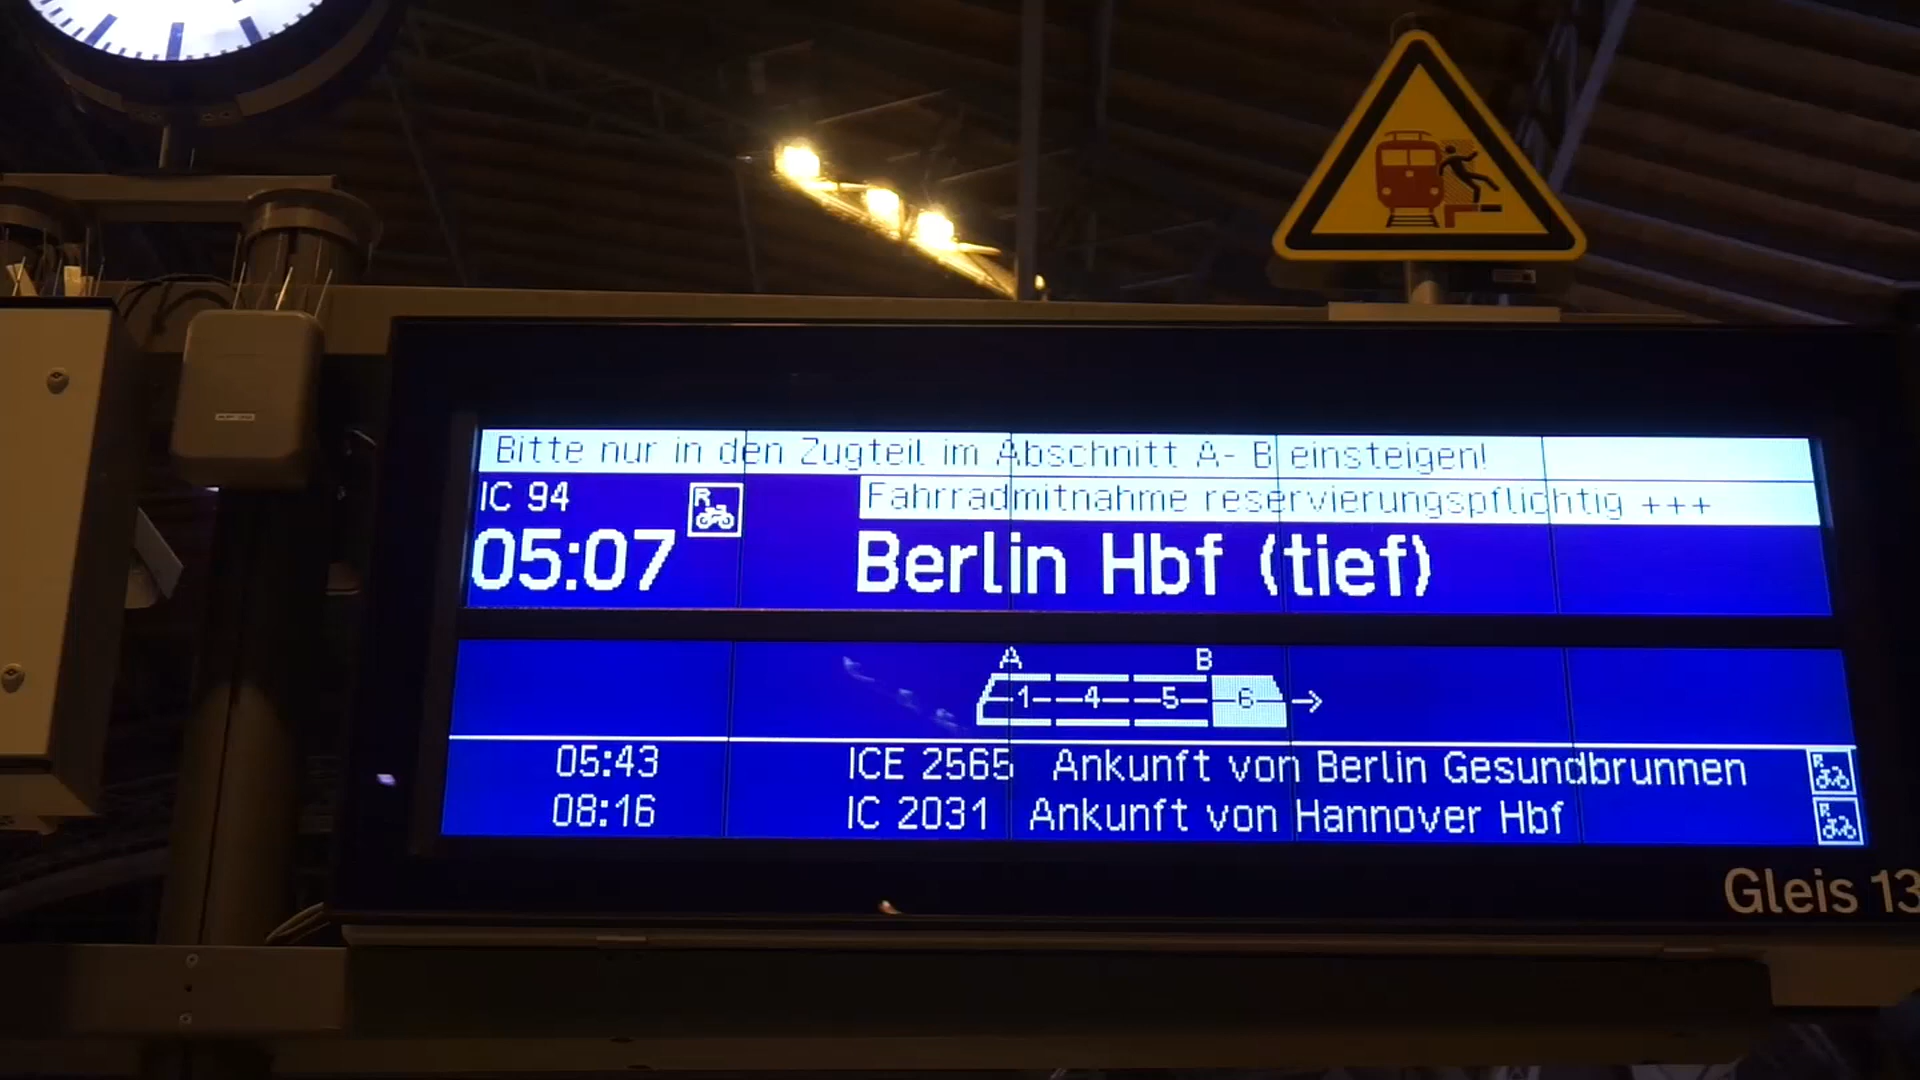 Bitte nur in den Zugteil im Abschnitt A- B einsteigen!
IC 94
R
Fahrradmitnahme reservierungspflichtig +++
05:07
Berlin Hbf (tief)
A B
1 4 5 6
05:43 ICE 2565 Ankunft von Berlin Gesundbrunnen R
08:16 IC 2031 Ankunft von Hannover Hbf R
Gleis 13